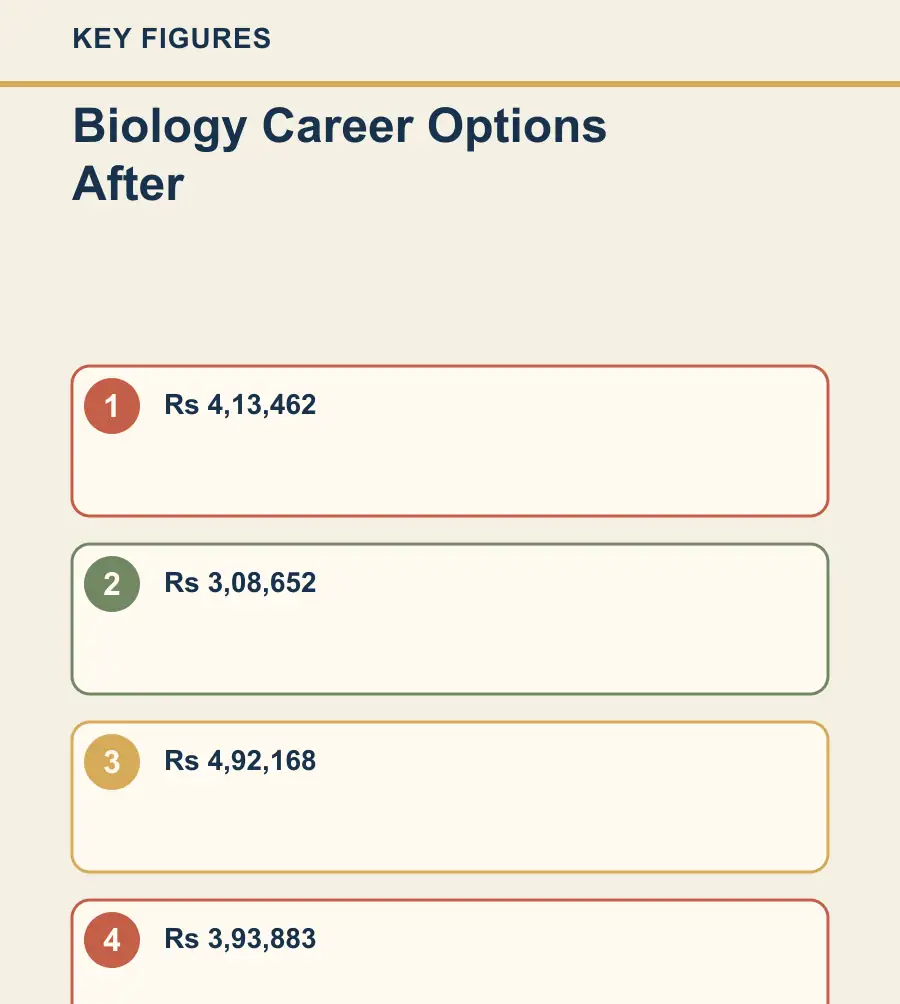 KEY FIGURES
Biology Career Options
After
1 Rs 4,13,462
2 Rs 3,08,652
3 Rs 4,92,168
4 Rs 3,93,883